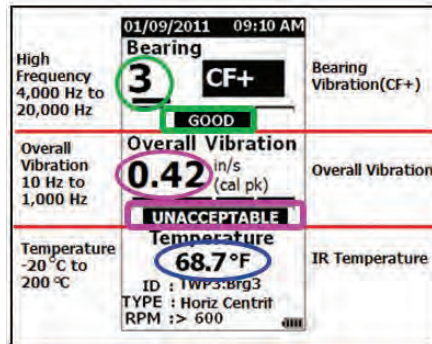 01/09/2011 09:10 AM
Bearing
High
Frequency
4,000 Hz to
20,000 Hz
3
CF+
GOOD
Bearing
Vibration(CF+)
Overall Vibration
Overall
Vibration
10 Hz to
1,000 Hz
0.42 in/s
(cal pk)
UNACCEPTABLE
Overall Vibration
Temperature
Temperature
-20 °C to
200 °C
68.7°F
IR Temperature
ID : TWP3:Brg3
TYPE : Horiz Centrif
RPM :> 600